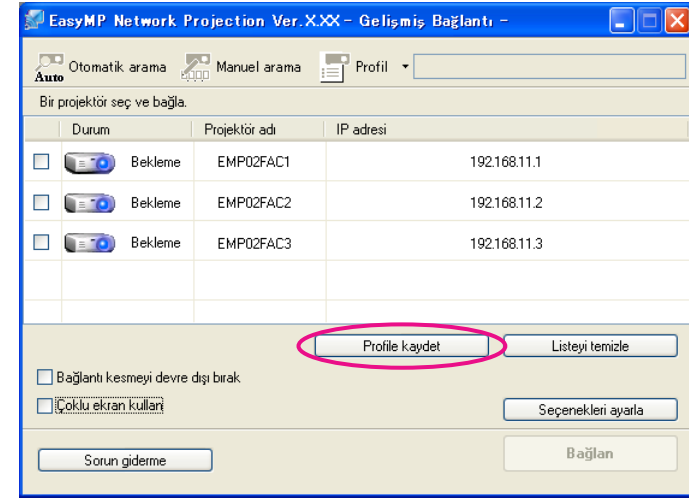 EasyMP Network Projection Ver.X.XX - Gelişmiş Bağlantı -
Auto Otomatik arama Manuel arama Profil
Bir projektör seç ve bağla.
Durum Projektör adı IP adresi
Bekleme EMP02FAC1 192.168.11.1
Bekleme EMP02FAC2 192.168.11.2
Bekleme EMP02FAC3 192.168.11.3
Profile kaydet Listeyi temizle
Bağlantı kesmeyi devre dışı bırak
Çoklu ekran kullan
Seçenekleri ayarla
Sorun giderme Bağlan